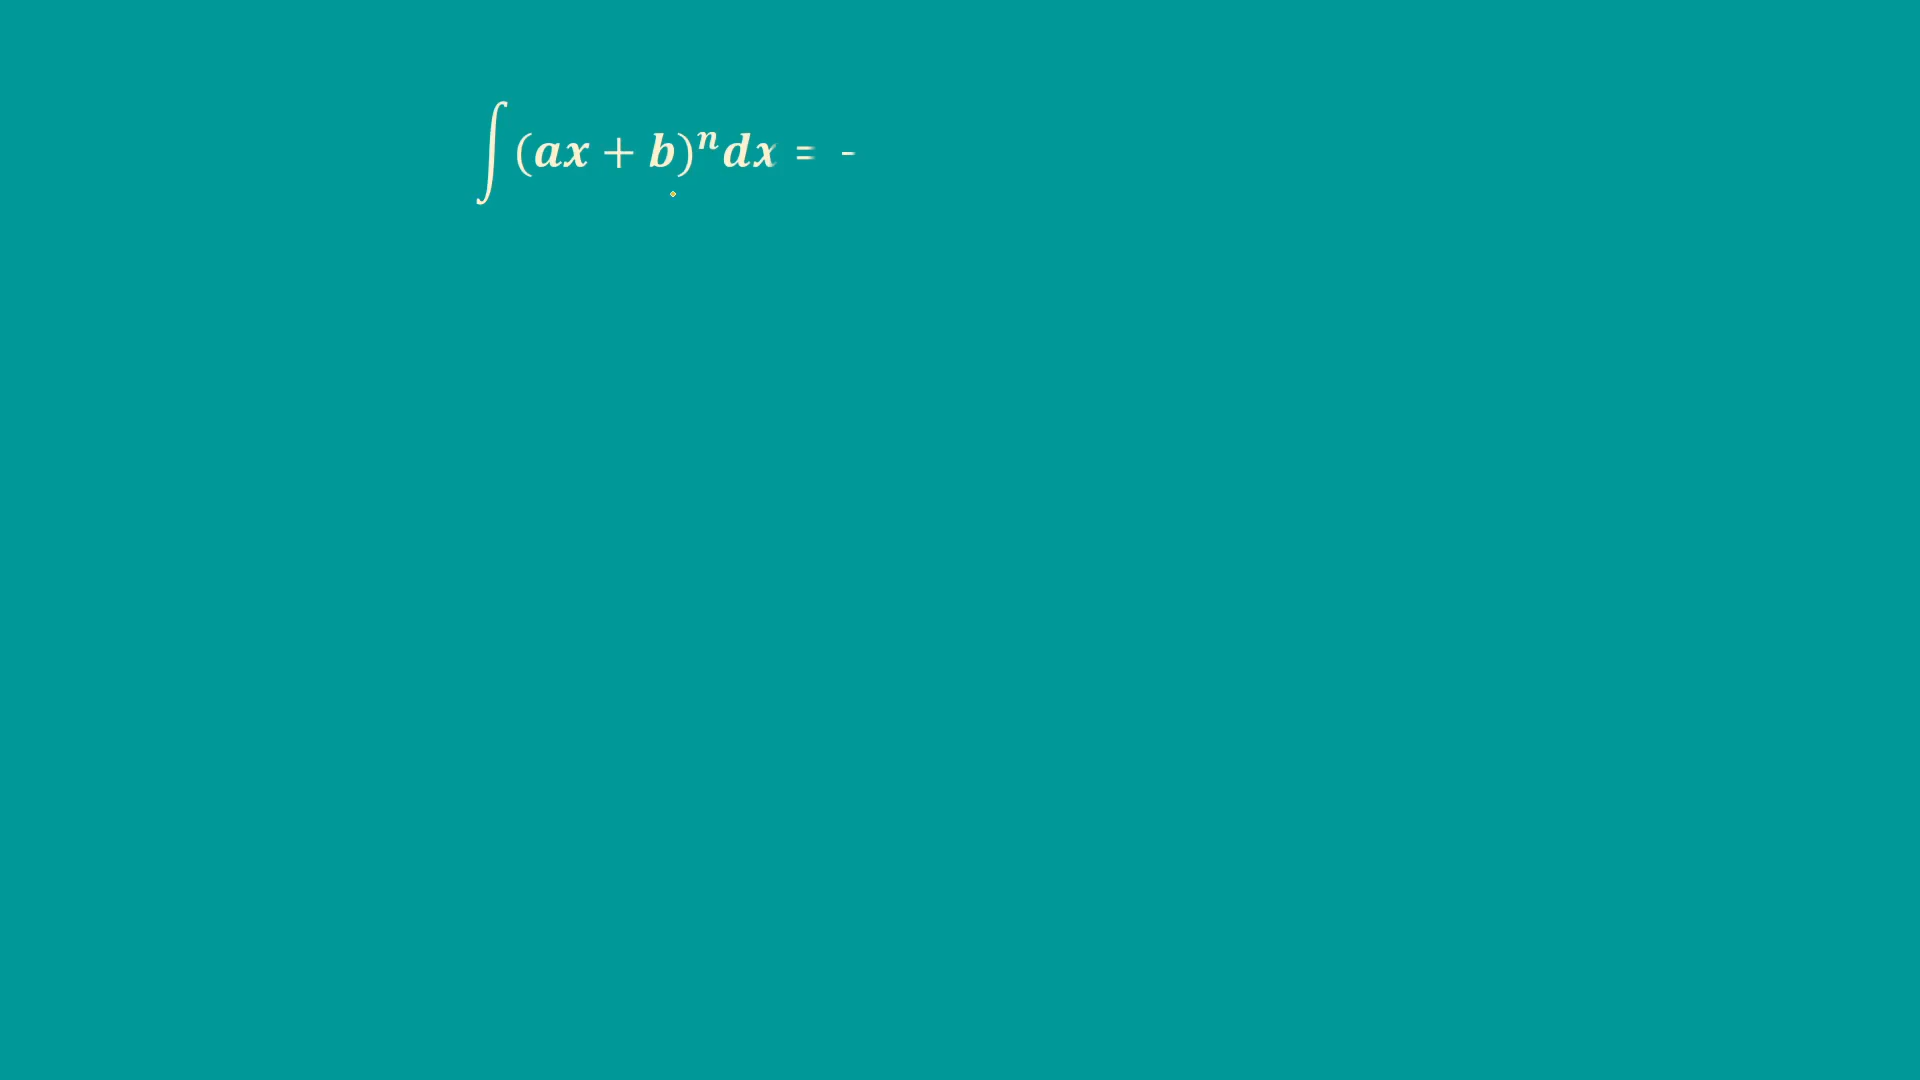 ∫(ax + b)ⁿdx =